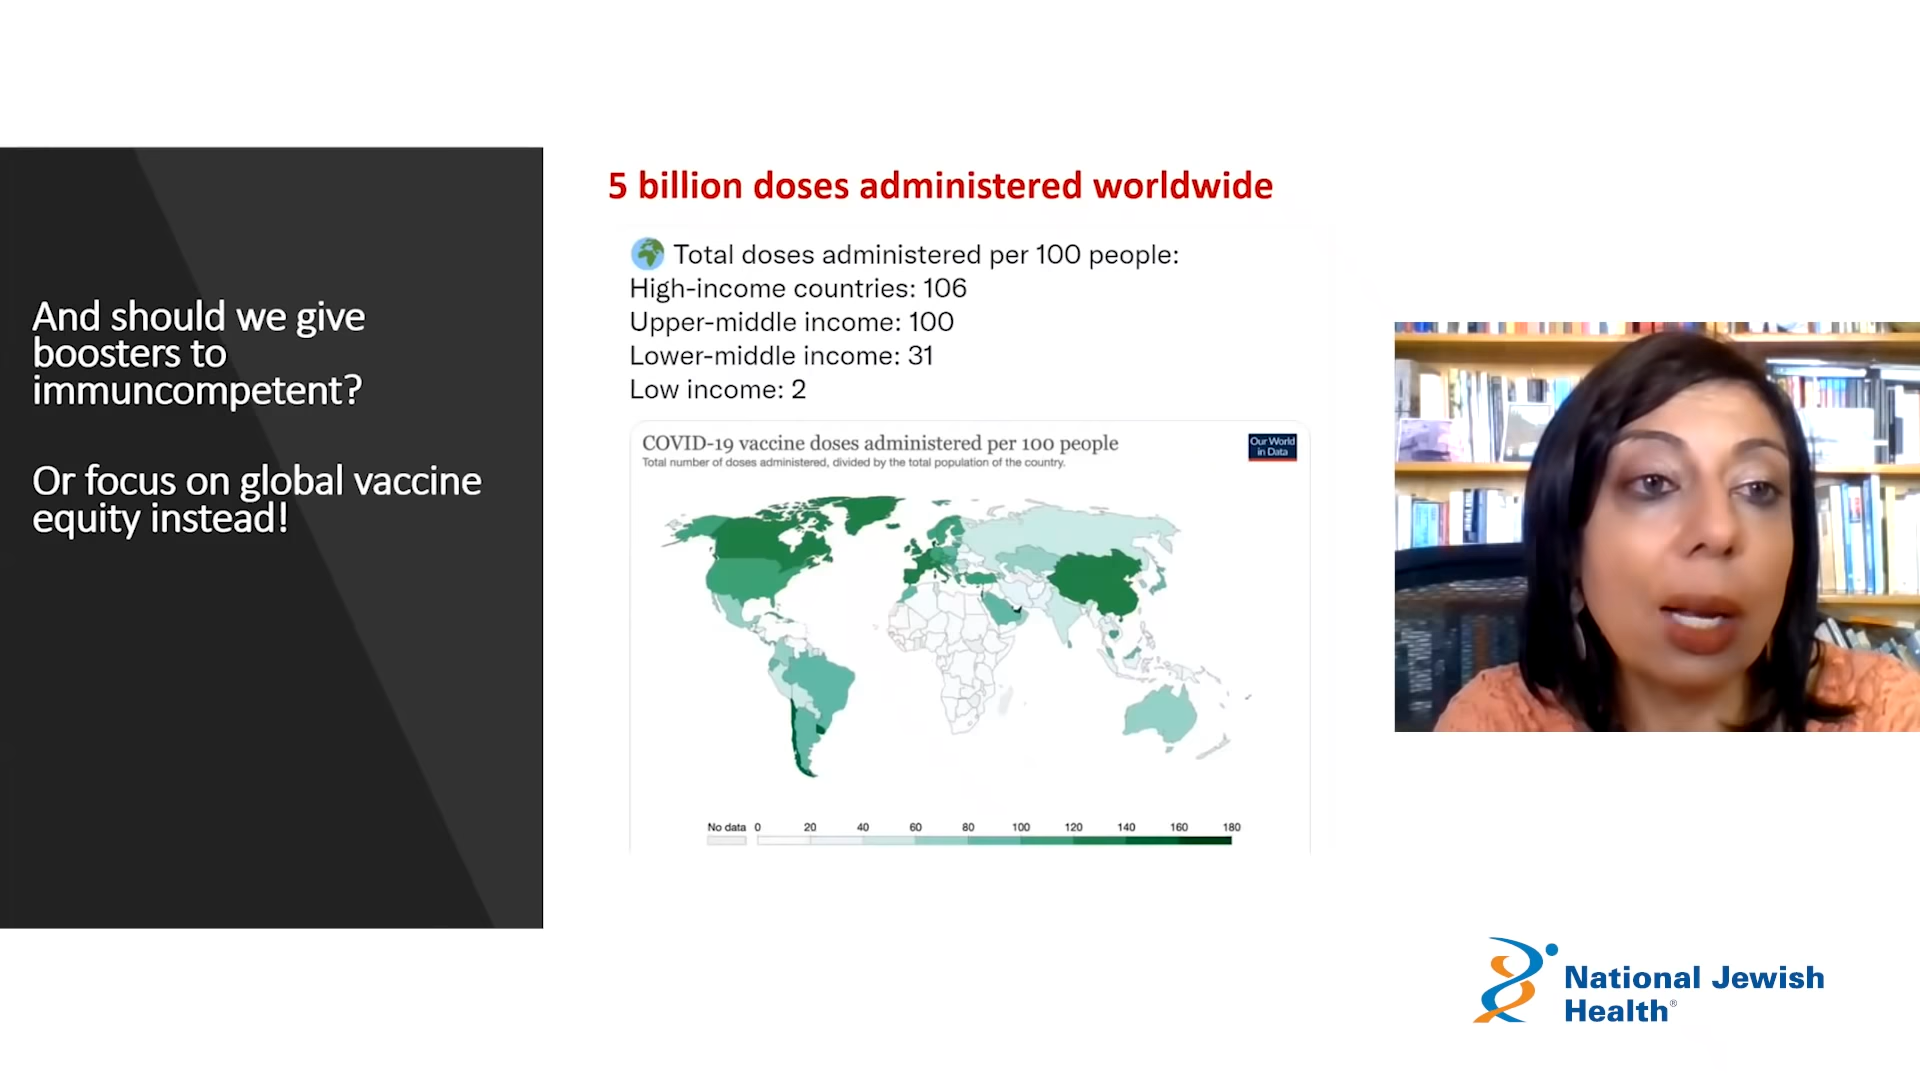 And should we give
boosters to
immuncompetent?
Or focus on global vaccine
equity instead!
5 billion doses administered worldwide
Total doses administered per 100 people:
High-income countries: 106
Upper-middle income: 100
Lower-middle income: 31
Low income: 2
COVID-19 vaccine doses administered per 100 people
Total number of doses administered, divided by the total population of the country.
Our World
in Data
No data 0 20 40 60 80 100 120 140 160 180
National Jewish
Health®